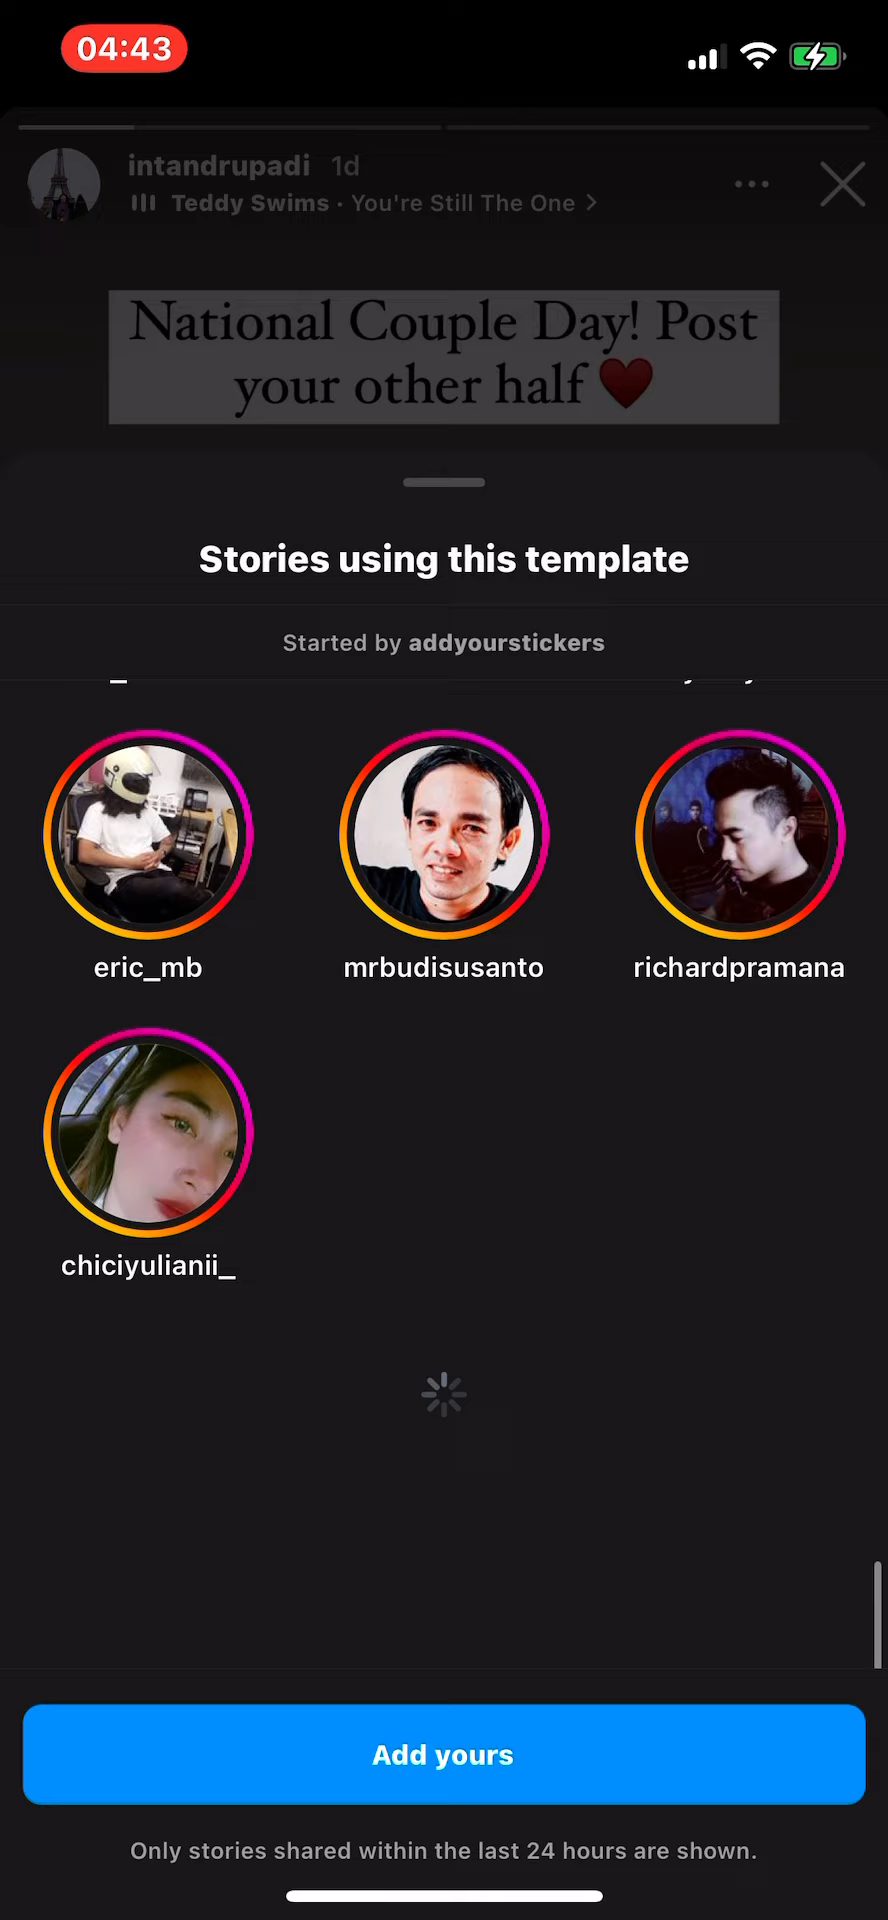 04:43
intandrupadi 1d
Teddy Swims · You're Still The One
National Couple Day! Post
your other half
Stories using this template
Started by addyourstickers
eric_mb
mrbudisusanto
richardpramana
chiciyulianii_
Add yours
Only stories shared within the last 24 hours are shown.